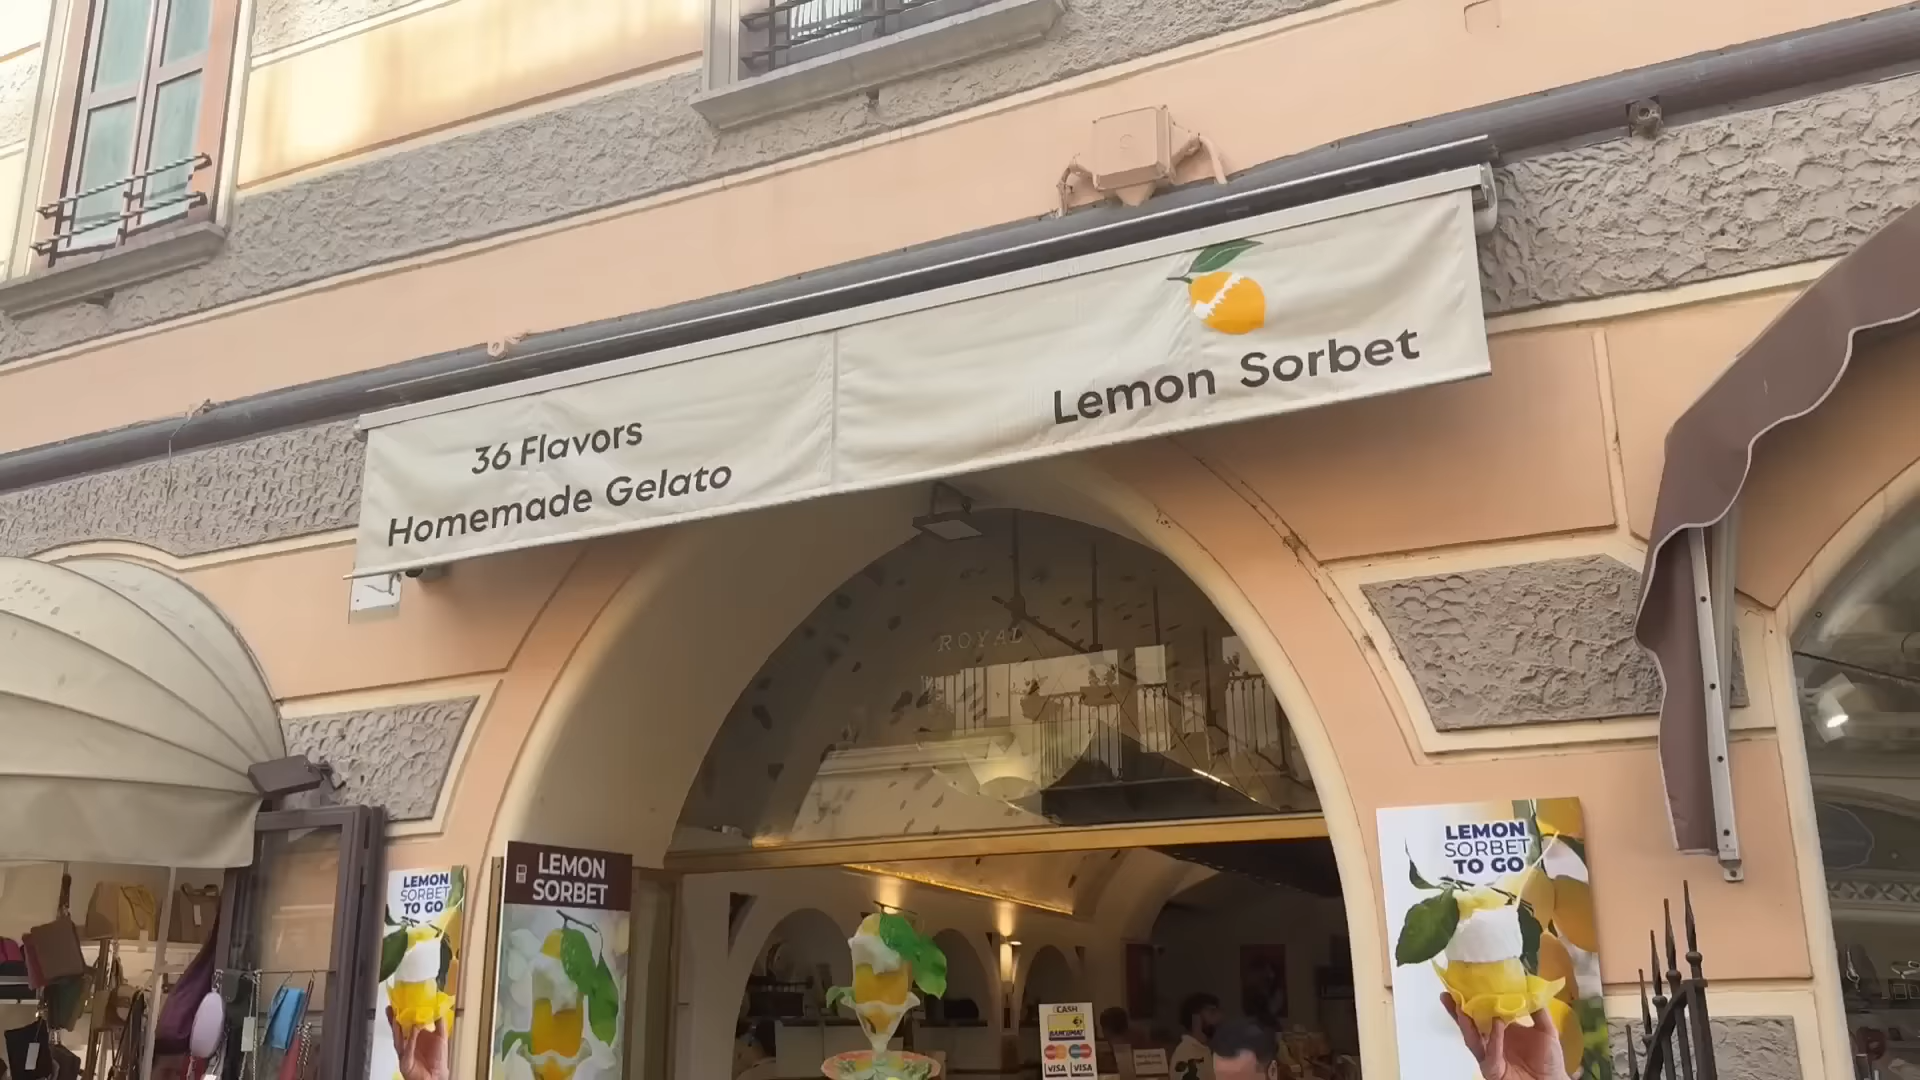 36 Flavors
Homemade Gelato
Lemon Sorbet
ROYAL
LEMON
SORBET
TO GO
LEMON
SORBET
LEMON
SORBET
TO GO
CASH
BANCOMAT
VISA VISA